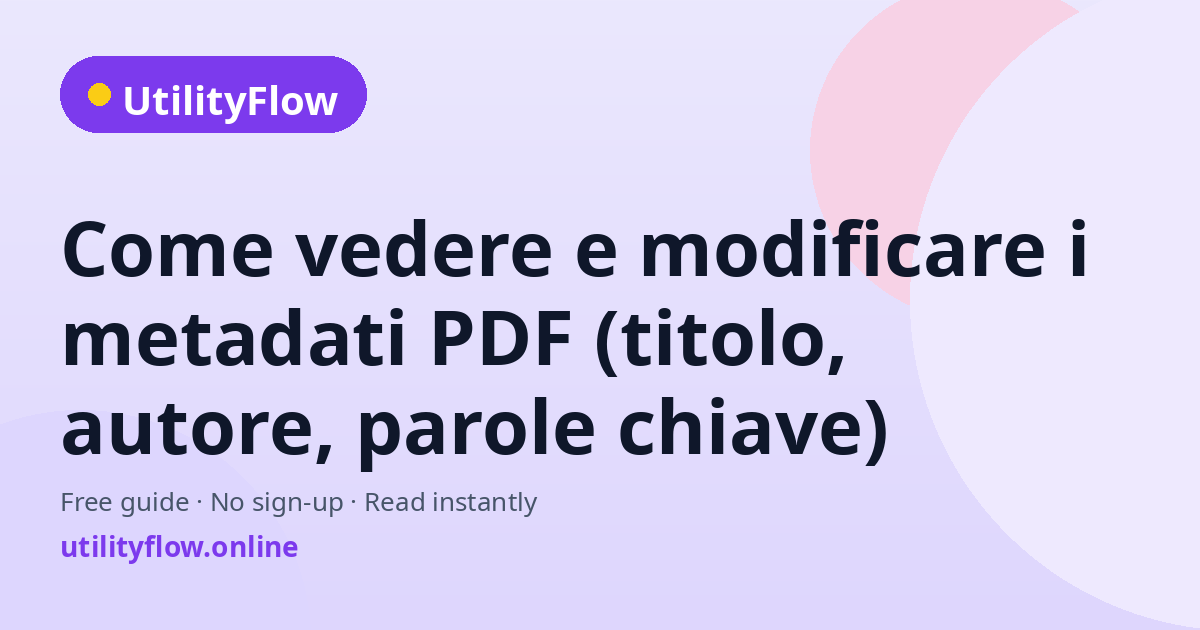 UtilityFlow
Come vedere e modificare i
metadati PDF (titolo,
autore, parole chiave)
Free guide · No sign-up · Read instantly
utilityflow.online